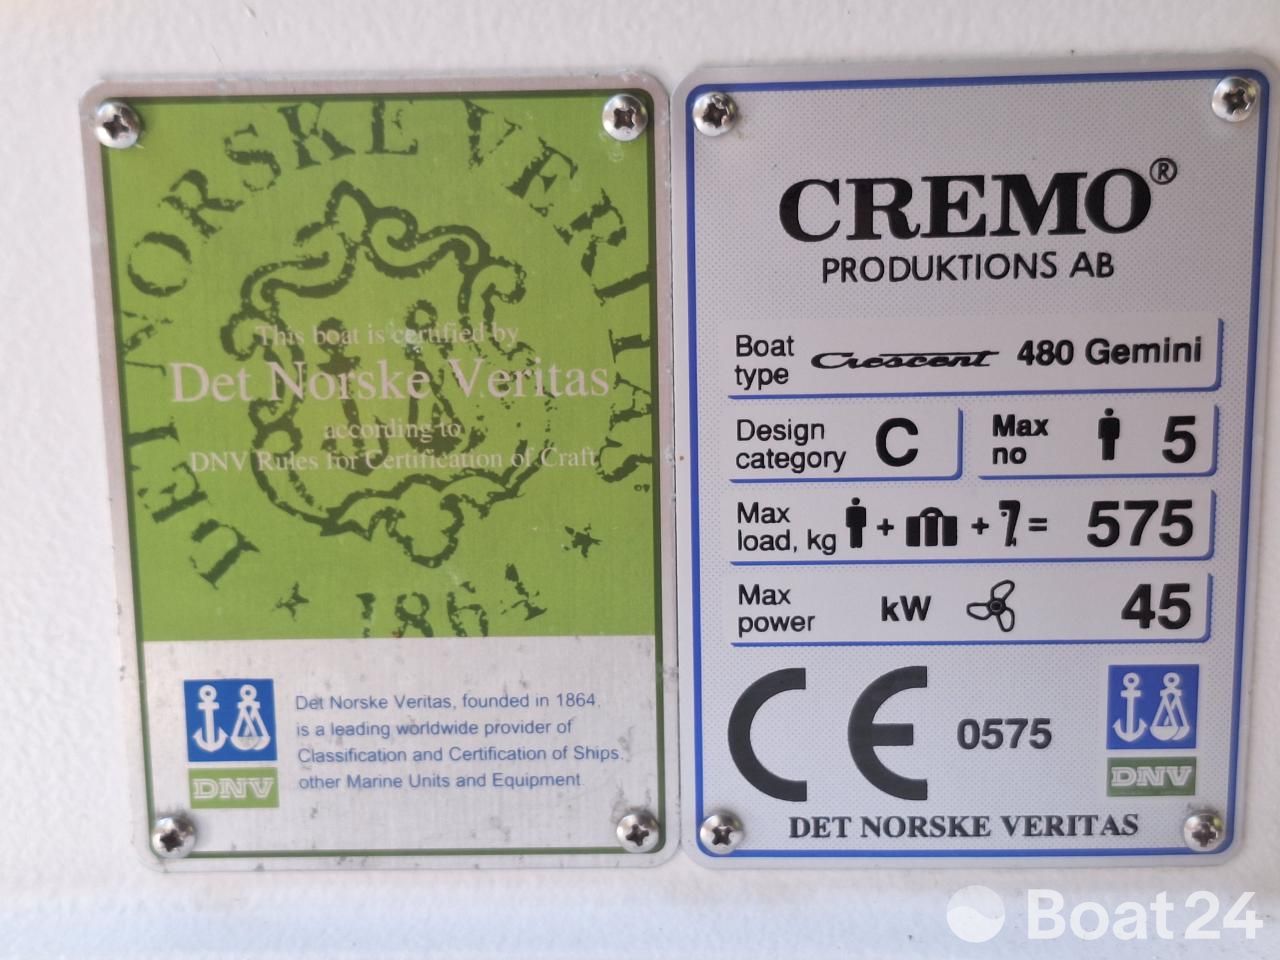 DET NORSKE VERITAS
1864
This boat is certified by
Det Norske Veritas
according to
DNV Rules for Certification of Craft
Det Norske Veritas, founded in 1864,
is a leading worldwide provider of
Classification and Certification of Ships,
other Marine Units and Equipment
DNV
CREMO®
PRODUKTIONS AB
Boat type Crescent 480 Gemini
Design category C
Max no 5
Max load, kg + + = 575
Max power kW 45
CE 0575
DNV
DET NORSKE VERITAS
Boat24